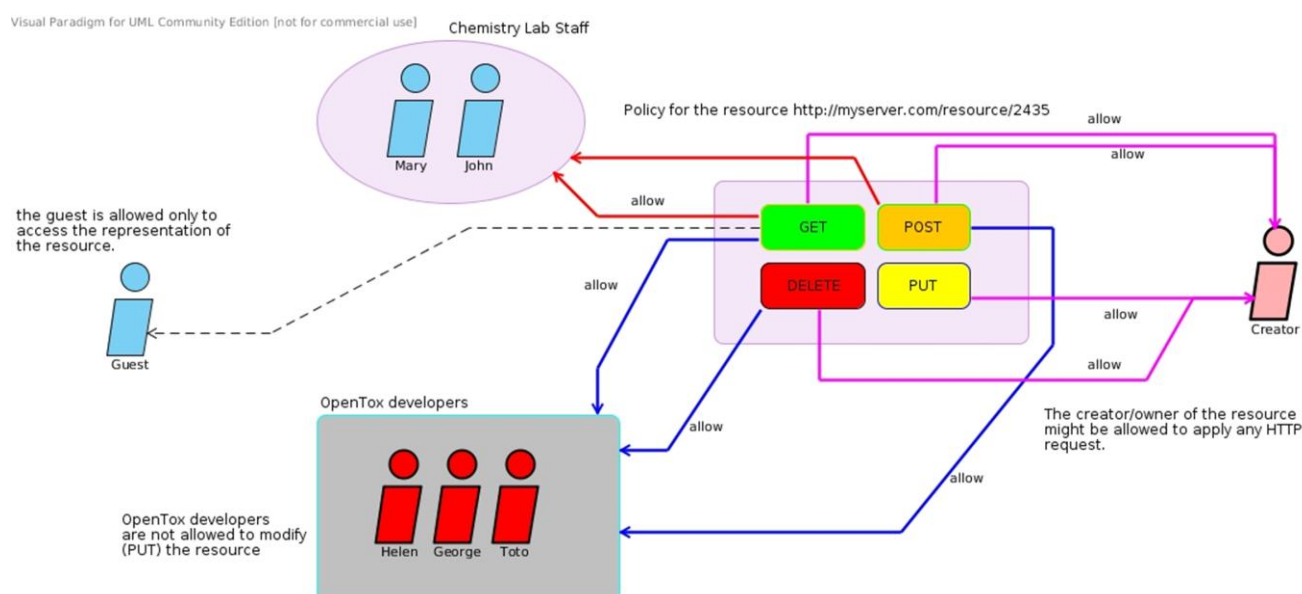 Visual Paradigm for UML Community Edition [not for commercial use]
Chemistry Lab Staff
Mary
John
Policy for the resource http://myserver.com/resource/2435
allow
allow
allow
the guest is allowed only to
access the representation of
the resource.
Guest
GET
POST
DELETE
PUT
allow
allow
allow
Creator
OpenTox developers
allow
The creator/owner of the resource
might be allowed to apply any HTTP
request.
allow
OpenTox developers
are not allowed to modify
(PUT) the resource
Helen
George
Toto